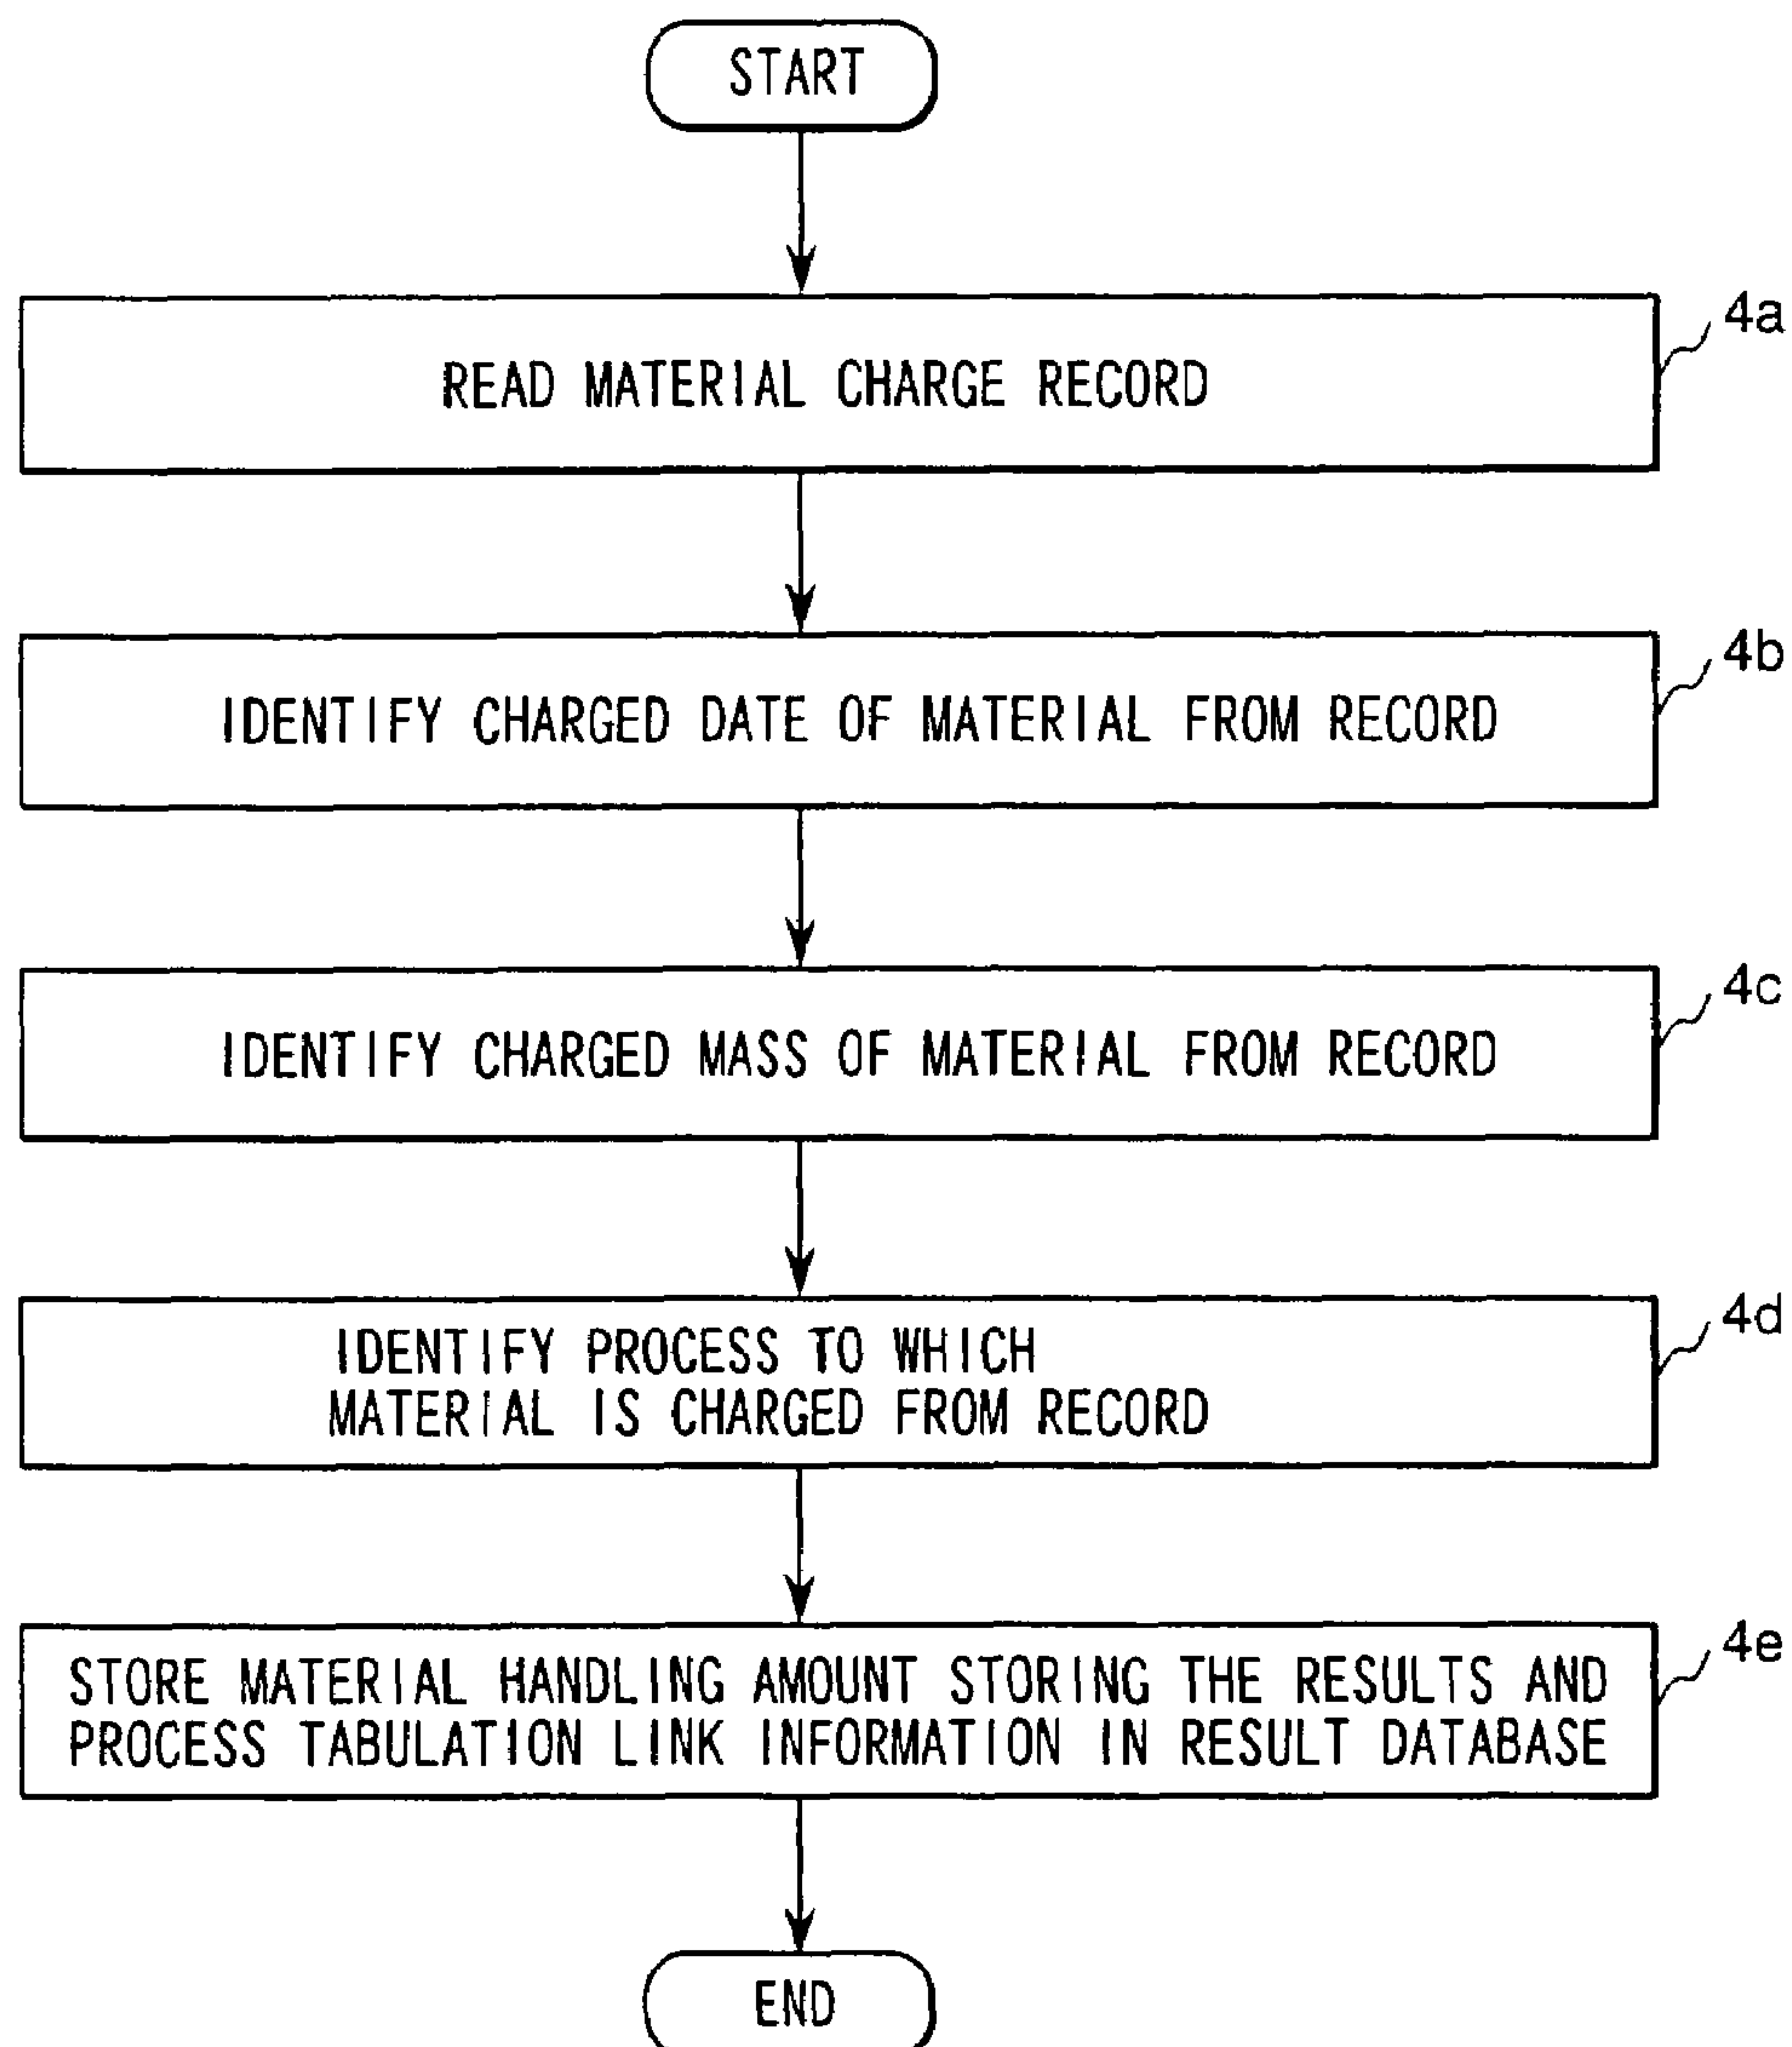 START
4a
READ MATERIAL CHARGE RECORD
4b
IDENTIFY CHARGED DATE OF MATERIAL FROM RECORD
4c
IDENTIFY CHARGED MASS OF MATERIAL FROM RECORD
4d
IDENTIFY PROCESS TO WHICH
MATERIAL IS CHARGED FROM RECORD
4e
STORE MATERIAL HANDLING AMOUNT STORING THE RESULTS AND
PROCESS TABULATION LINK INFORMATION IN RESULT DATABASE
END